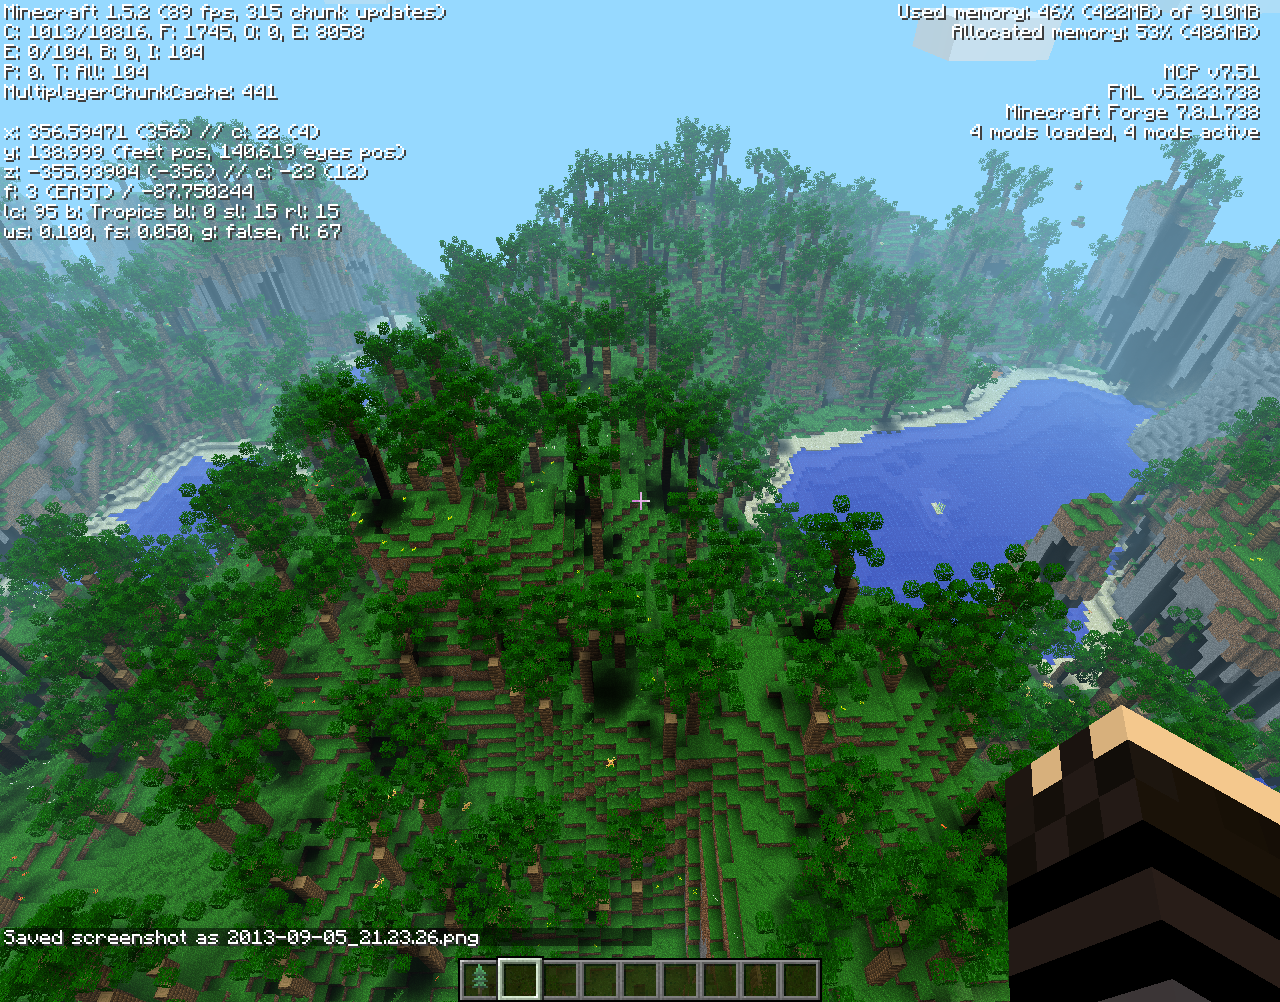 Minecraft 1.5.2 (39 fps, 315 chunk updates)
C: 1013/10816. F: 1745, O: 0, E: 8058
E: 0/104. B: 0, I: 104
P: 0. T: All: 104
MultiplayerChunkCache: 441
x: 356.59471 (356) // c: 22 (4)
y: 138.999 (feet pos, 140.619 eyes pos)
z: -355.93904 (-356) // c: -23 (12)
f: 3 (EAST) / -87.750244
lc: 95 b: Tropics bl: 0 sl: 15 rl: 15
ws: 0.100, fs: 0.050, g: false, fl: 67
Used memory: 46% (422MB) of 910MB
Allocated memory: 53% (486MB)
MCP v7.51
FML v5.2.23.738
Minecraft Forge 7.8.1.738
4 mods loaded, 4 mods active
Saved screenshot as 2013-09-05_21.23.26.png